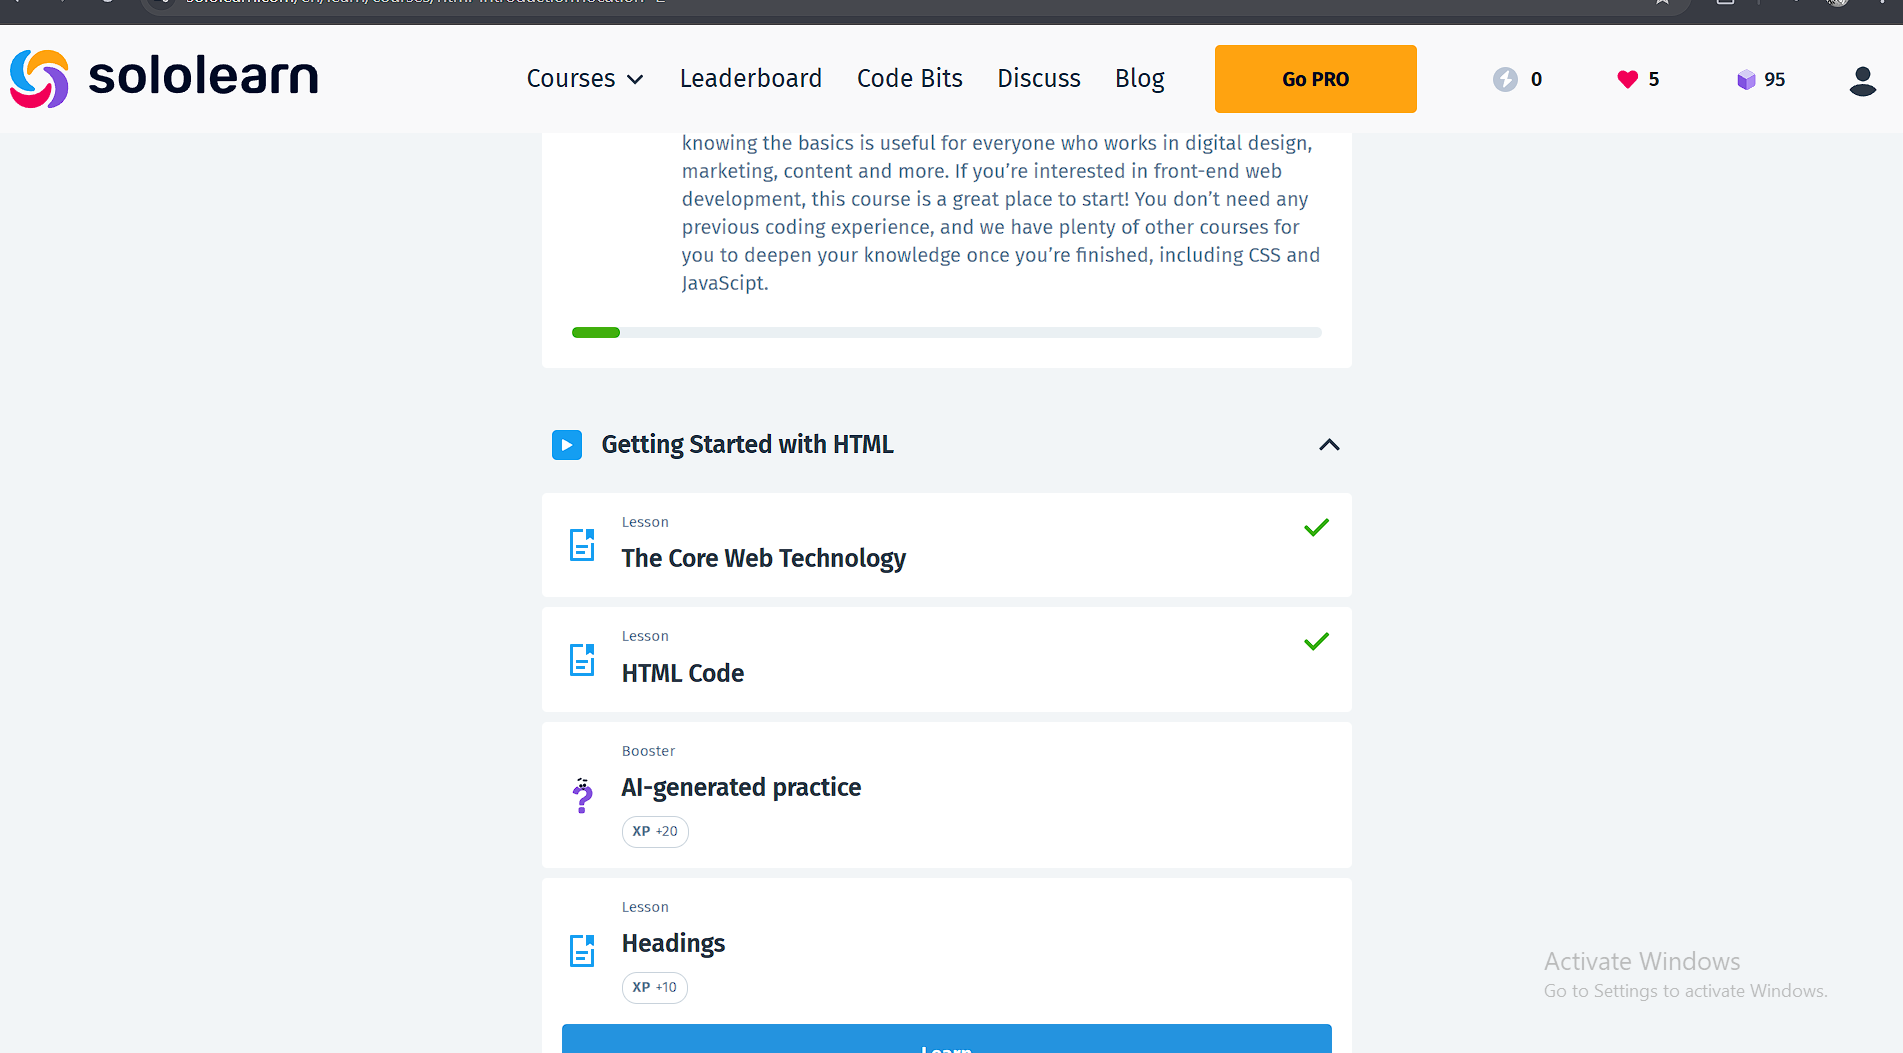 sololearn
Courses
Leaderboard
Code Bits
Discuss
Blog
Go PRO
0
5
95
knowing the basics is useful for everyone who works in digital design,
marketing, content and more. If you’re interested in front-end web
development, this course is a great place to start! You don’t need any
previous coding experience, and we have plenty of other courses for
you to deepen your knowledge once you’re finished, including CSS and
JavaScipt.
Getting Started with HTML
Lesson
The Core Web Technology
Lesson
HTML Code
Booster
AI-generated practice
XP +20
Lesson
Headings
XP +10
Learn
Activate Windows
Go to Settings to activate Windows.